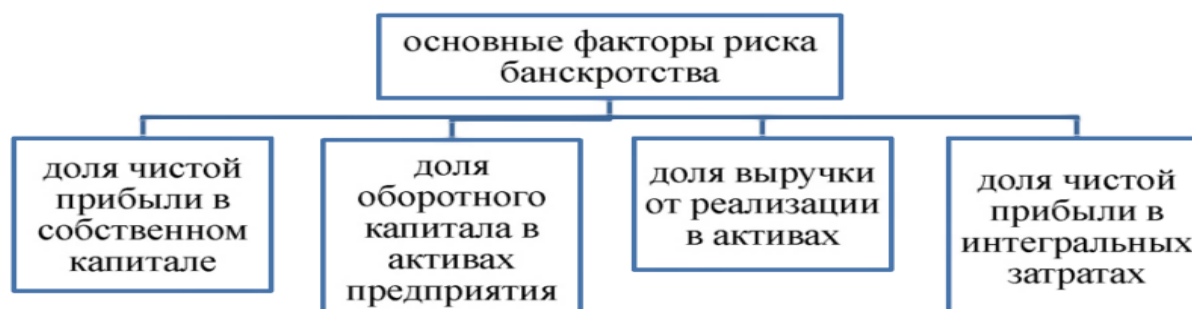 основные факторы риска
банскротства
доля чистой
прибыли в
собственном
капитале
доля
оборотного
капитала в
активах
предприятия
доля выручки
от реализации
в активах
доля чистой
прибыли в
интегральных
затратах